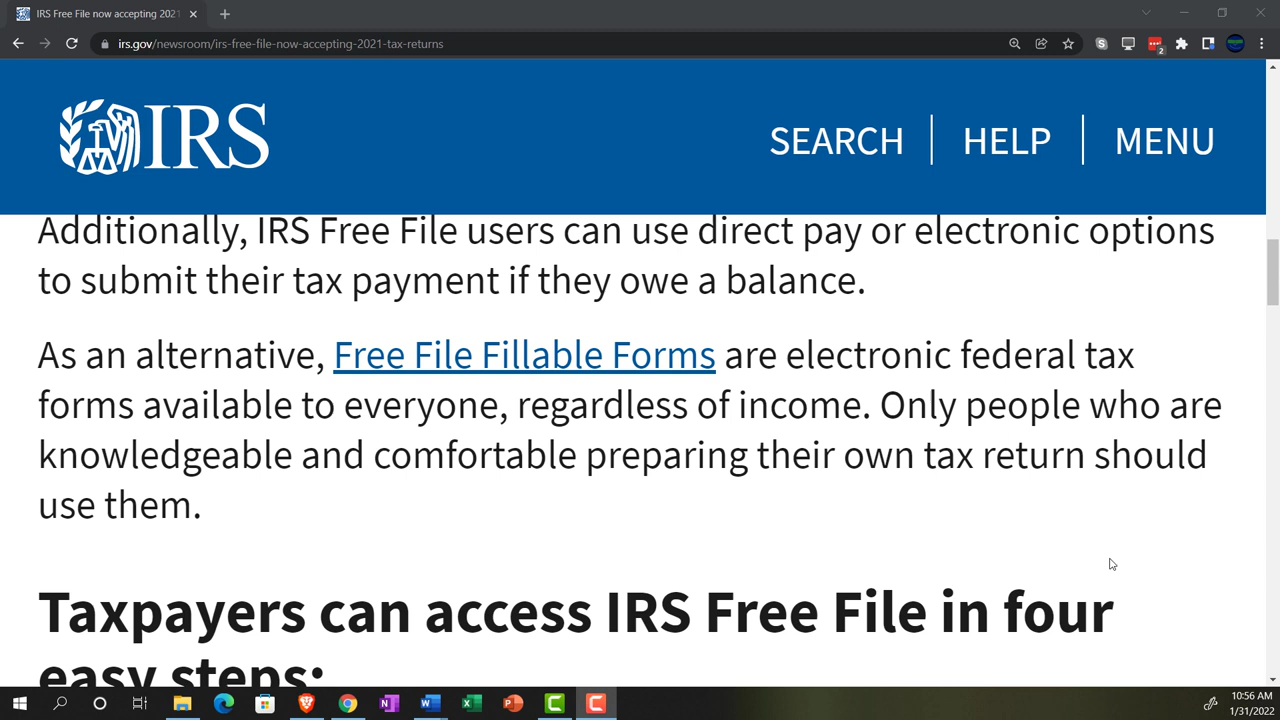 IRS Free File now accepting 2021
irs.gov/newsroom/irs-free-file-now-accepting-2021-tax-returns
2
IRS
SEARCH
HELP
MENU
Additionally, IRS Free File users can use direct pay or electronic options
to submit their tax payment if they owe a balance.
As an alternative, Free File Fillable Forms are electronic federal tax
forms available to everyone, regardless of income. Only people who are
knowledgeable and comfortable preparing their own tax return should
use them.
Taxpayers can access IRS Free File in four
easy steps:
10:56 AM
1/31/2022